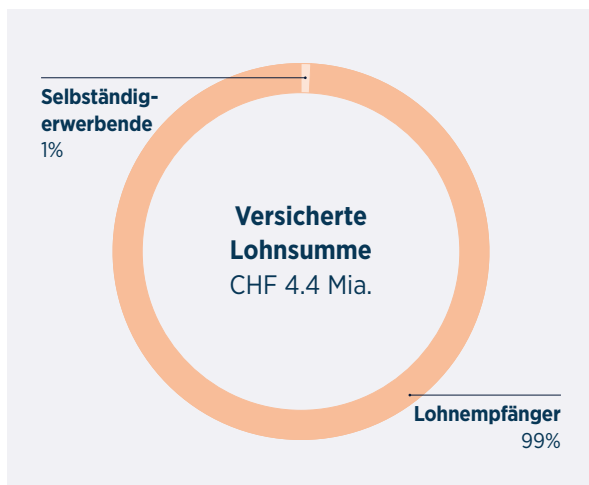 Selbständig-
erwerbende
1%
Versicherte
Lohnsumme
CHF 4.4 Mia.
Lohnempfänger
99%